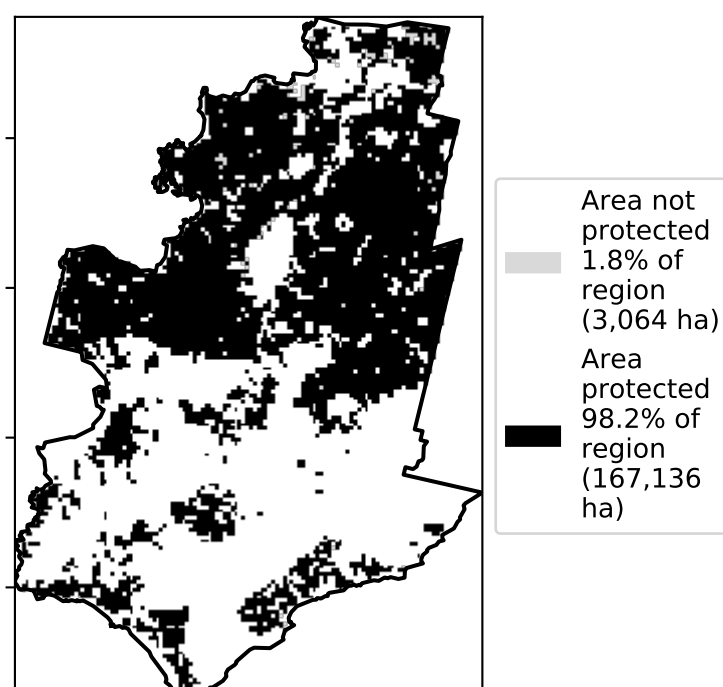 Area not
protected
1.8% of
region
(3,064 ha)
Area
protected
98.2% of
region
(167,136
ha)